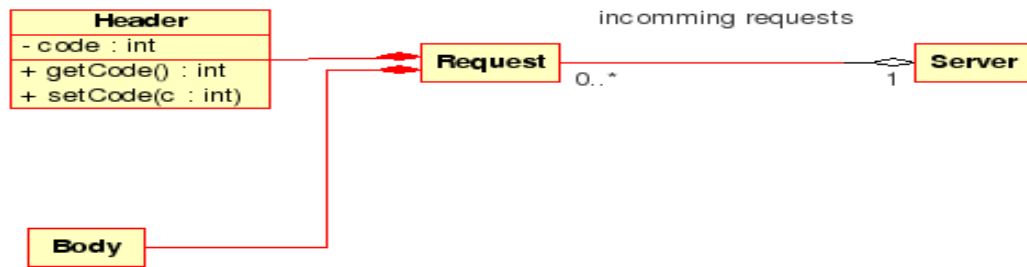 Header
- code : int
+ getCode() : int
+ setCode(c : int)
incomming requests
Request
0..*
1
Server
Body